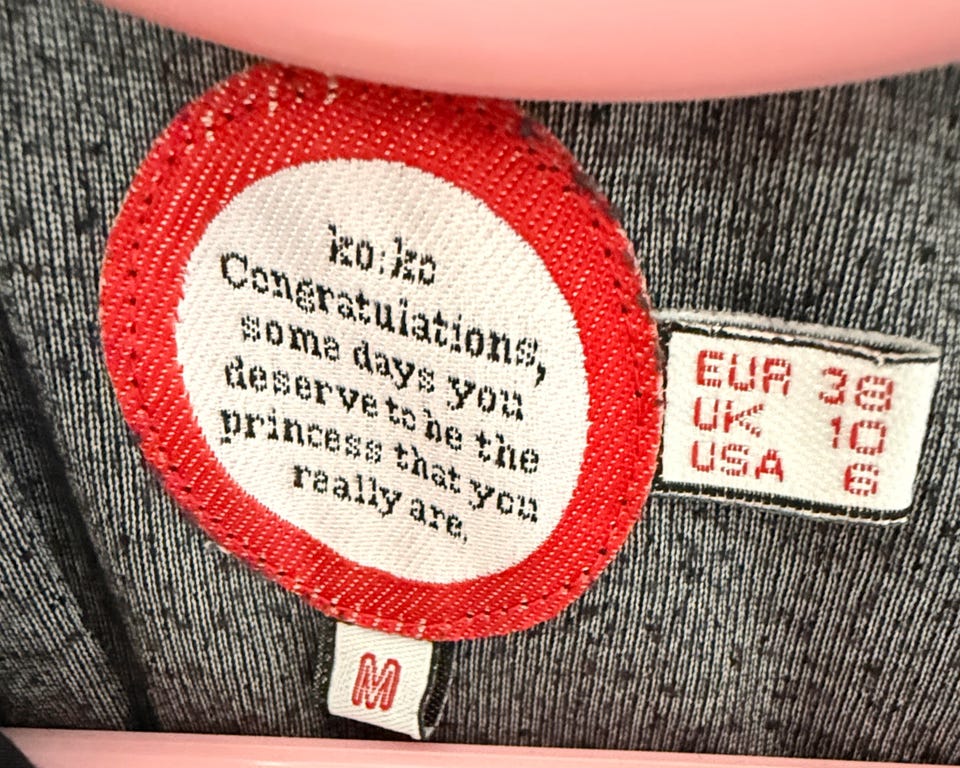 ko:ko
Congratulations,
some days you
deserve to be the
princess that you
really are.
EUR 38
UK 10
USA 6
M